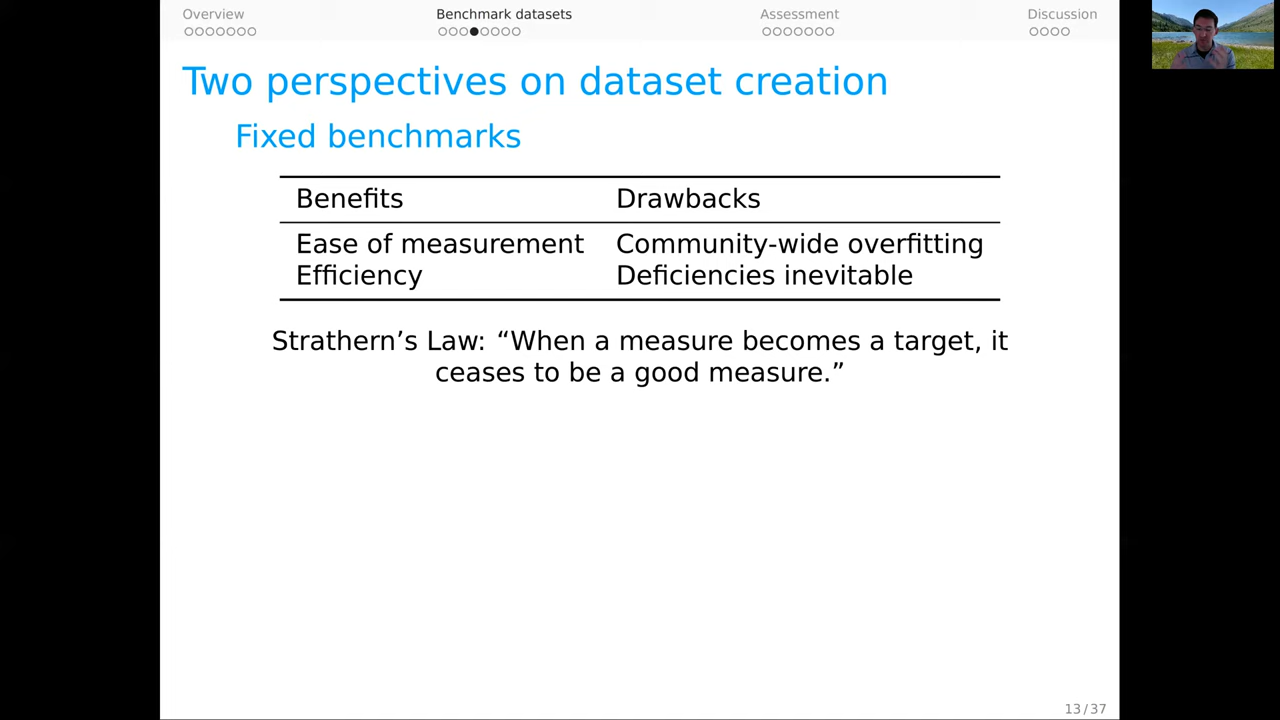 Overview Benchmark datasets Assessment Discussion
Two perspectives on dataset creation
Fixed benchmarks
Benefits Drawbacks
Ease of measurement Community-wide overfitting
Efficiency Deficiencies inevitable
Strathern’s Law: “When a measure becomes a target, it
ceases to be a good measure.”
13/37